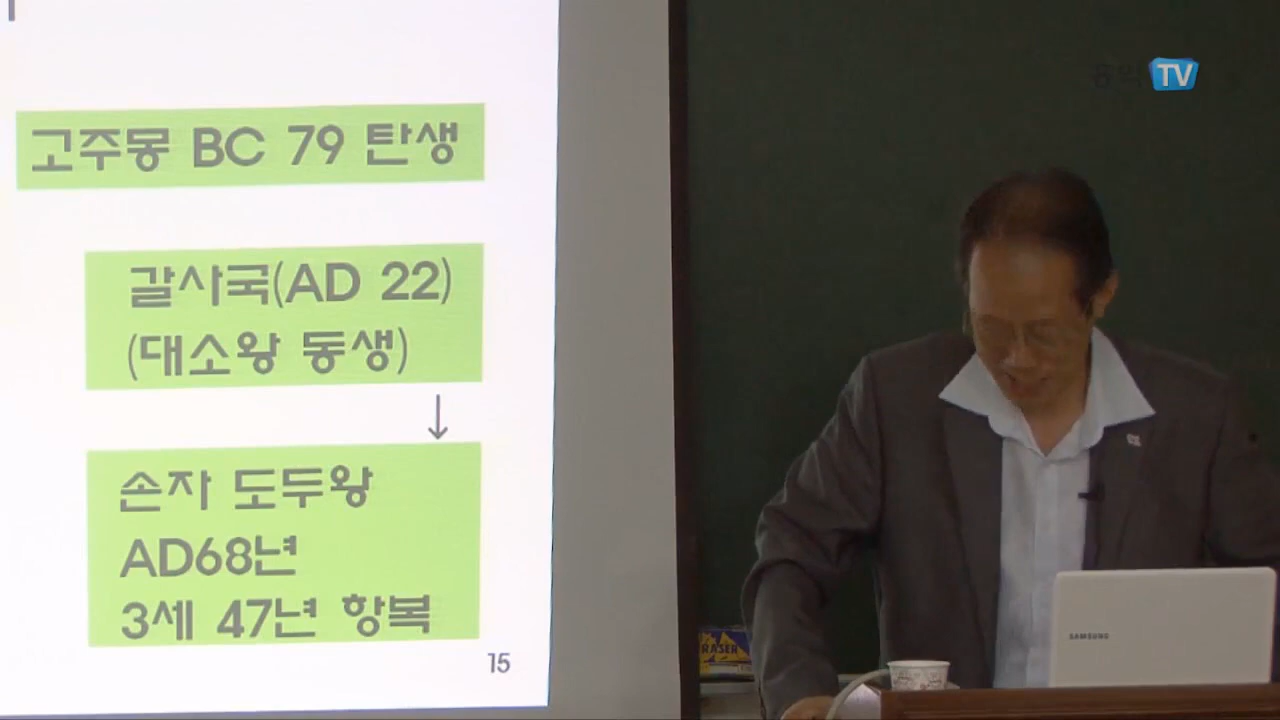 고주몽 BC 79 탄생
갈사국(AD 22)
(대소왕 동생)
↓
손자 도두왕
AD68년
3세 47년 항복
15
TV
SAMSUNG